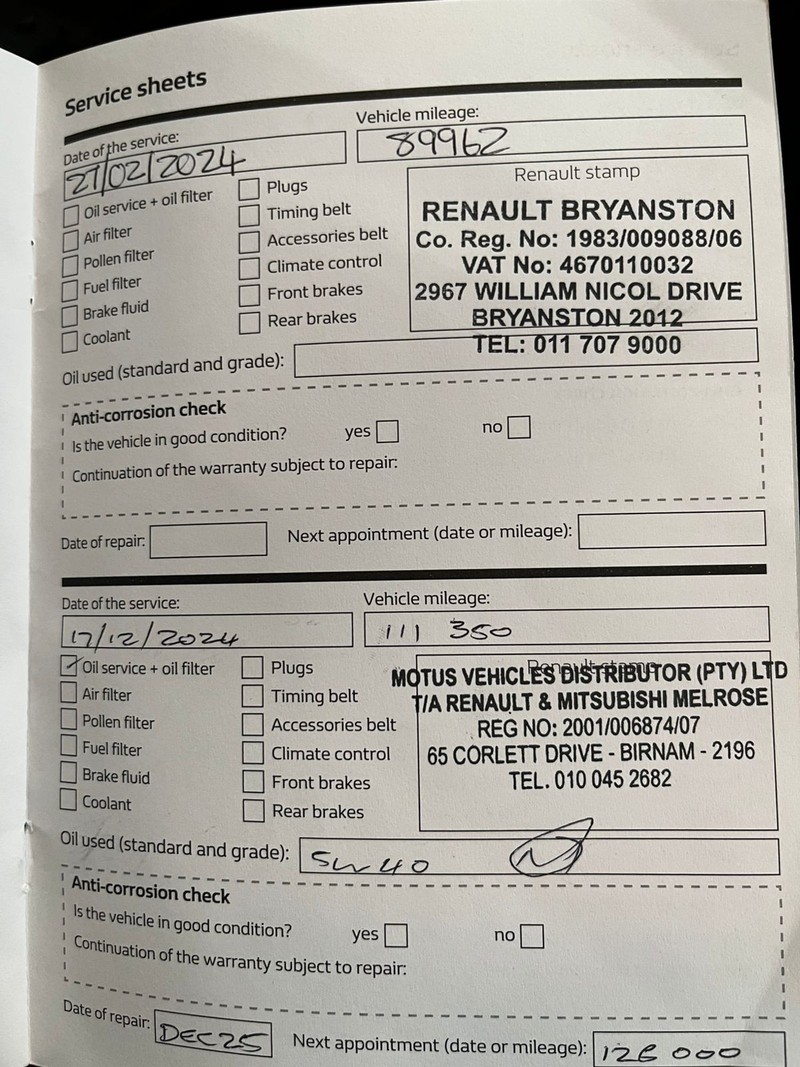 Service sheets
Date of the service:
27/02/2024
Vehicle mileage:
89962
Oil service + oil filter
Air filter
Pollen filter
Fuel filter
Brake fluid
Coolant
Plugs
Timing belt
Accessories belt
Climate control
Front brakes
Rear brakes
Renault stamp
RENAULT BRYANSTON
Co. Reg. No: 1983/009088/06
VAT No: 4670110032
2967 WILLIAM NICOL DRIVE
BRYANSTON 2012
TEL: 011 707 9000
Oil used (standard and grade):
Anti-corrosion check
Is the vehicle in good condition? yes no
Continuation of the warranty subject to repair:
Date of repair: Next appointment (date or mileage):
Date of the service:
17/12/2024
Vehicle mileage:
111 350
Oil service + oil filter
Air filter
Pollen filter
Fuel filter
Brake fluid
Coolant
Plugs
Timing belt
Accessories belt
Climate control
Front brakes
Rear brakes
Renault stamp
MOTUS VEHICLES DISTRIBUTOR (PTY) LTD
T/A RENAULT & MITSUBISHI MELROSE
REG NO: 2001/006874/07
65 CORLETT DRIVE - BIRNAM - 2196
TEL. 010 045 2682
Oil used (standard and grade): 5w40
Anti-corrosion check
Is the vehicle in good condition? yes no
Continuation of the warranty subject to repair:
Date of repair: DEC25 Next appointment (date or mileage): 126 000